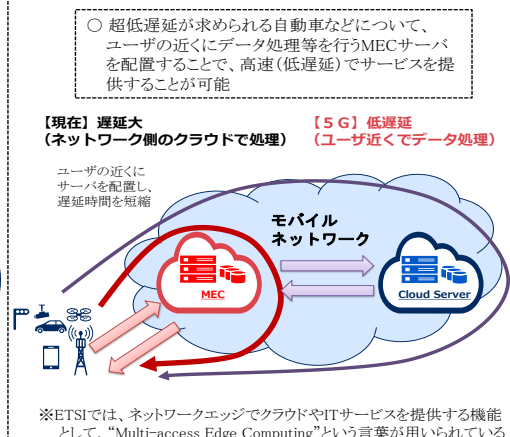 ○ 超低遅延が求められる自動車などについて、
ユーザの近くにデータ処理等を行うMECサーバ
を配置することで、高速(低遅延)でサービスを提
供することが可能
【現在】遅延大
(ネットワーク側のクラウドで処理)
【5G】低遅延
(ユーザ近くでデータ処理)
ユーザの近くに
サーバを配置し、
遅延時間を短縮
モバイル
ネットワーク
MEC
Cloud Server
※ETSIでは、ネットワークエッジでクラウドやITサービスを提供する機能
として、“Multi-access Edge Computing”という言葉が用いられている